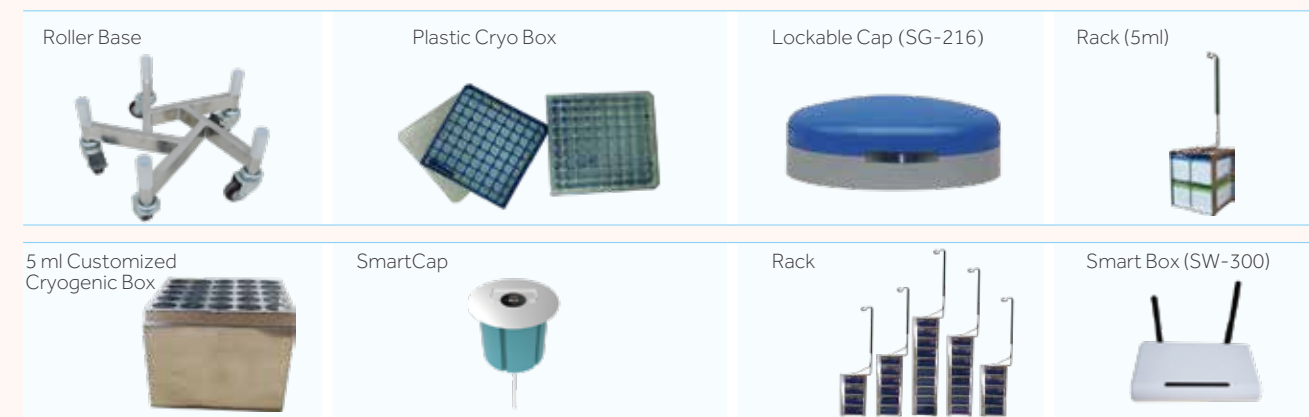 Roller Base
Plastic Cryo Box
Lockable Cap (SG-216)
Rack (5ml)
5 ml Customized
Cryogenic Box
SmartCap
Rack
Smart Box (SW-300)